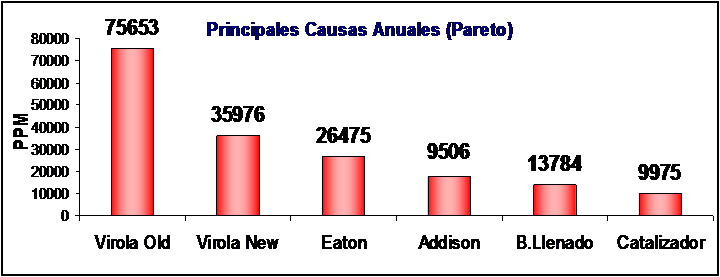 Principales Causas Anuales (Pareto)
PPM
80000
70000
60000
50000
40000
30000
20000
10000
0
75653
35976
26475
9506
13784
9975
Virola Old
Virola New
Eaton
Addison
B.Llenado
Catalizador